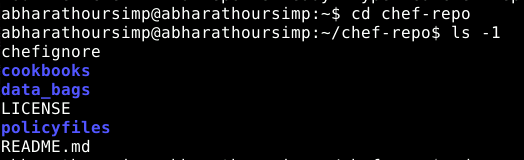 abharathoursimp@abharathoursimp:~$ cd chef-repo
abharathoursimp@abharathoursimp:~/chef-repo$ ls -1
chefignore
cookbooks
data_bags
LICENSE
policyfiles
README.md